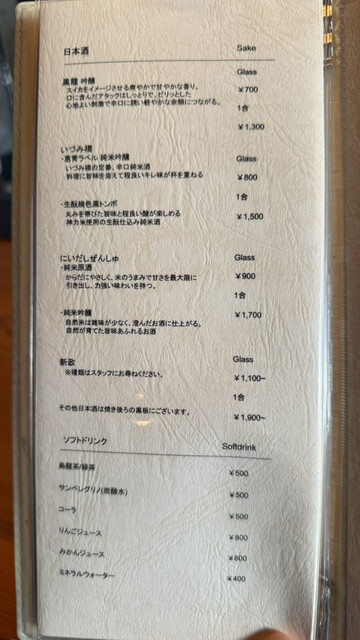 日本酒 Sake
黒龍 吟醸 Glass
スイカをイメージさせる爽やかで甘やかな香り。 ¥700
口に含んだアタックはしっとりで、ピリッとした
心地よい刺激で辛口に誘い軽やかな余韻につながる。 1合
¥1,300
いづみ橋
・恵青ラベル 純米吟醸 Glass
いづみ橋の定番、辛口純米酒
料理に旨味を添えて程良いキレ味が杯を重ねる ¥800
1合
・生酛桃色黒トンボ
丸みを帯びた旨味と程良い酸が楽しめる ¥1,500
神力米使用の生酛仕込み純米酒
にいだしぜんしゅ Glass
・純米原酒
からだにやさしく、米のうまみで甘さを最大限に ¥900
引き出し、力強い味わいを持つ。
1合
・純米吟醸 ¥1,700
自然米は雑味が少なく、澄んだお酒に仕上がる。
自然が育てた旨味あふれるお酒
新政 Glass
※種類はスタッフにお尋ねください。
¥1,100~
1合
その他日本酒は焼き後ろの黒板にございます。
¥1,900~
ソフトドリンク Softdrink
烏龍茶/緑茶 ¥500
サンペレグリノ(炭酸水) ¥500
コーラ ¥500
りんごジュース ¥800
みかんジュース ¥800
ミネラルウォーター ¥400